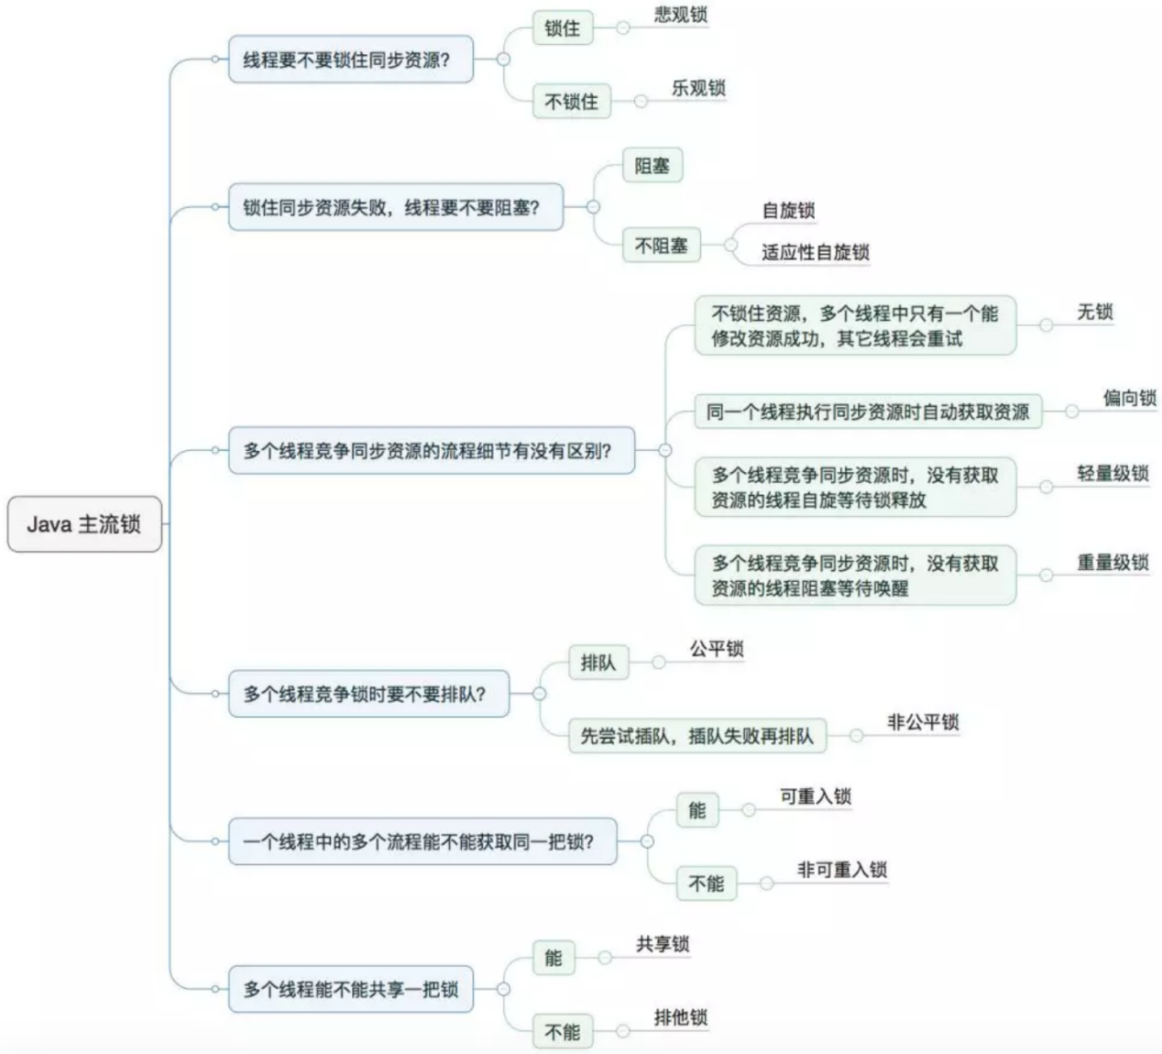 线程要不要锁住同步资源?
锁住
悲观锁
不锁住
乐观锁
锁住同步资源失败，线程要不要阻塞?
阻塞
不阻塞
自旋锁
适应性自旋锁
Java 主流锁
多个线程竞争同步资源的流程细节有没有区别?
不锁住资源，多个线程中只有一个能
修改资源成功，其它线程会重试
无锁
同一个线程执行同步资源时自动获取资源
偏向锁
多个线程竞争同步资源时，没有获取
资源的线程自旋等待锁释放
轻量级锁
多个线程竞争同步资源时，没有获取
资源的线程阻塞等待唤醒
重量级锁
多个线程竞争锁时要不要排队?
排队
公平锁
先尝试插队，插队失败再排队
非公平锁
一个线程中的多个流程能不能获取同一把锁?
能
可重入锁
不能
非可重入锁
多个线程能不能共享一把锁
能
共享锁
不能
排他锁